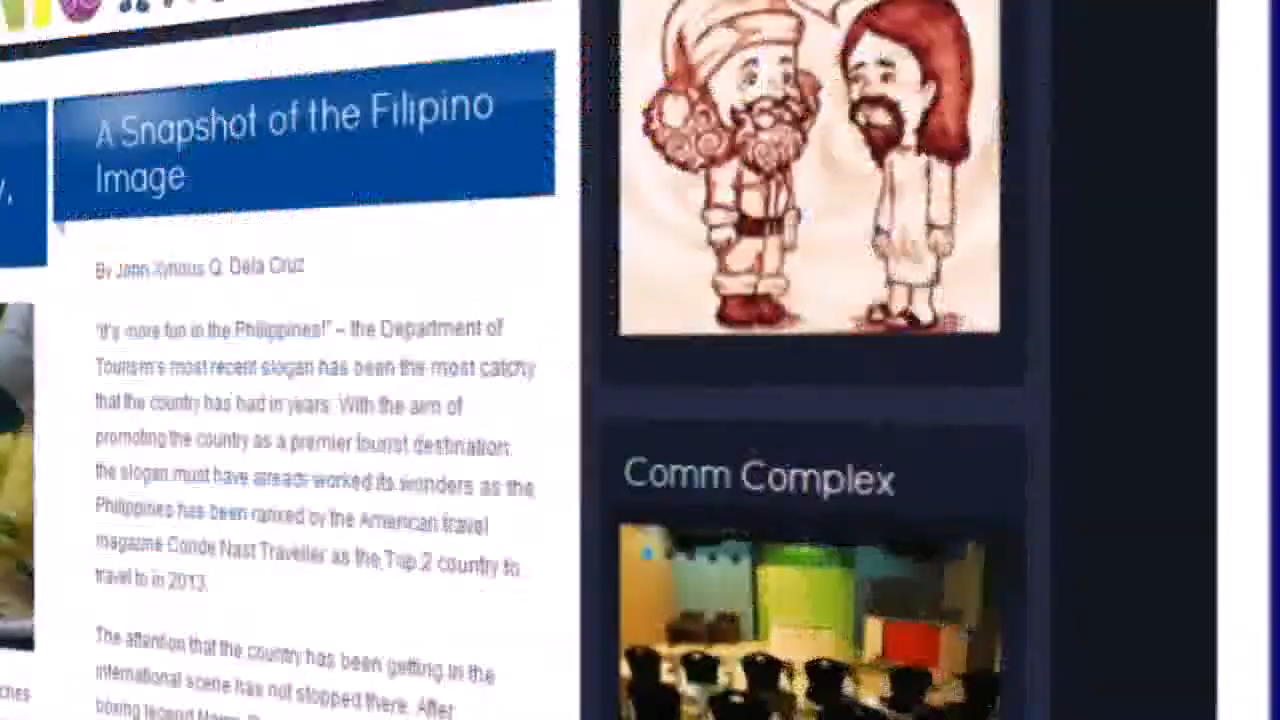 A Snapshot of the Filipino
Image
By Q. Dela Cruz
"It's more fun in the Philippines!" – the Department of
Tourism's most recent slogan has been the most catchy
that the country has had in years. With the aim of
promoting the country as a premier tourist destination,
the slogan must have already worked its wonders as the
Philippines has been ranked by the American travel
magazine Conde Nast Traveller as the Top 2 country to
travel to in 2013.
The attention that the country has been getting in the
international scene has not stopped there. After
boxing legend
ches
Comm Complex